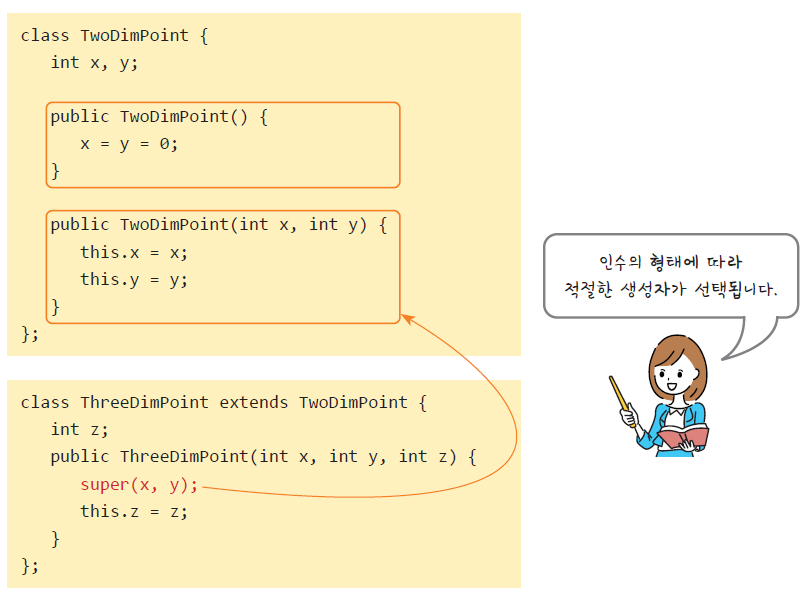 class TwoDimPoint {
int x, y;
public TwoDimPoint() {
x = y = 0;
}
public TwoDimPoint(int x, int y) {
this.x = x;
this.y = y;
}
};
인수의 형태에 따라
적절한 생성자가 선택됩니다.
class ThreeDimPoint extends TwoDimPoint {
int z;
public ThreeDimPoint(int x, int y, int z) {
super(x, y);
this.z = z;
}
};